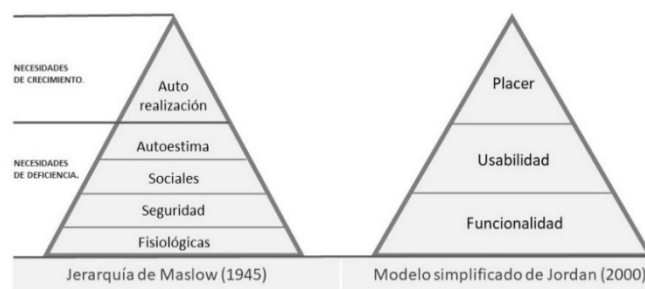 NECESIDADES
DE CRECIMIENTO.
Auto
realización
NECESIDADES
DE DEFICIENCIA.
Autoestima
Sociales
Seguridad
Fisiológicas
Jerarquía de Maslow (1945)
Placer
Usabilidad
Funcionalidad
Modelo simplificado de Jordan (2000)